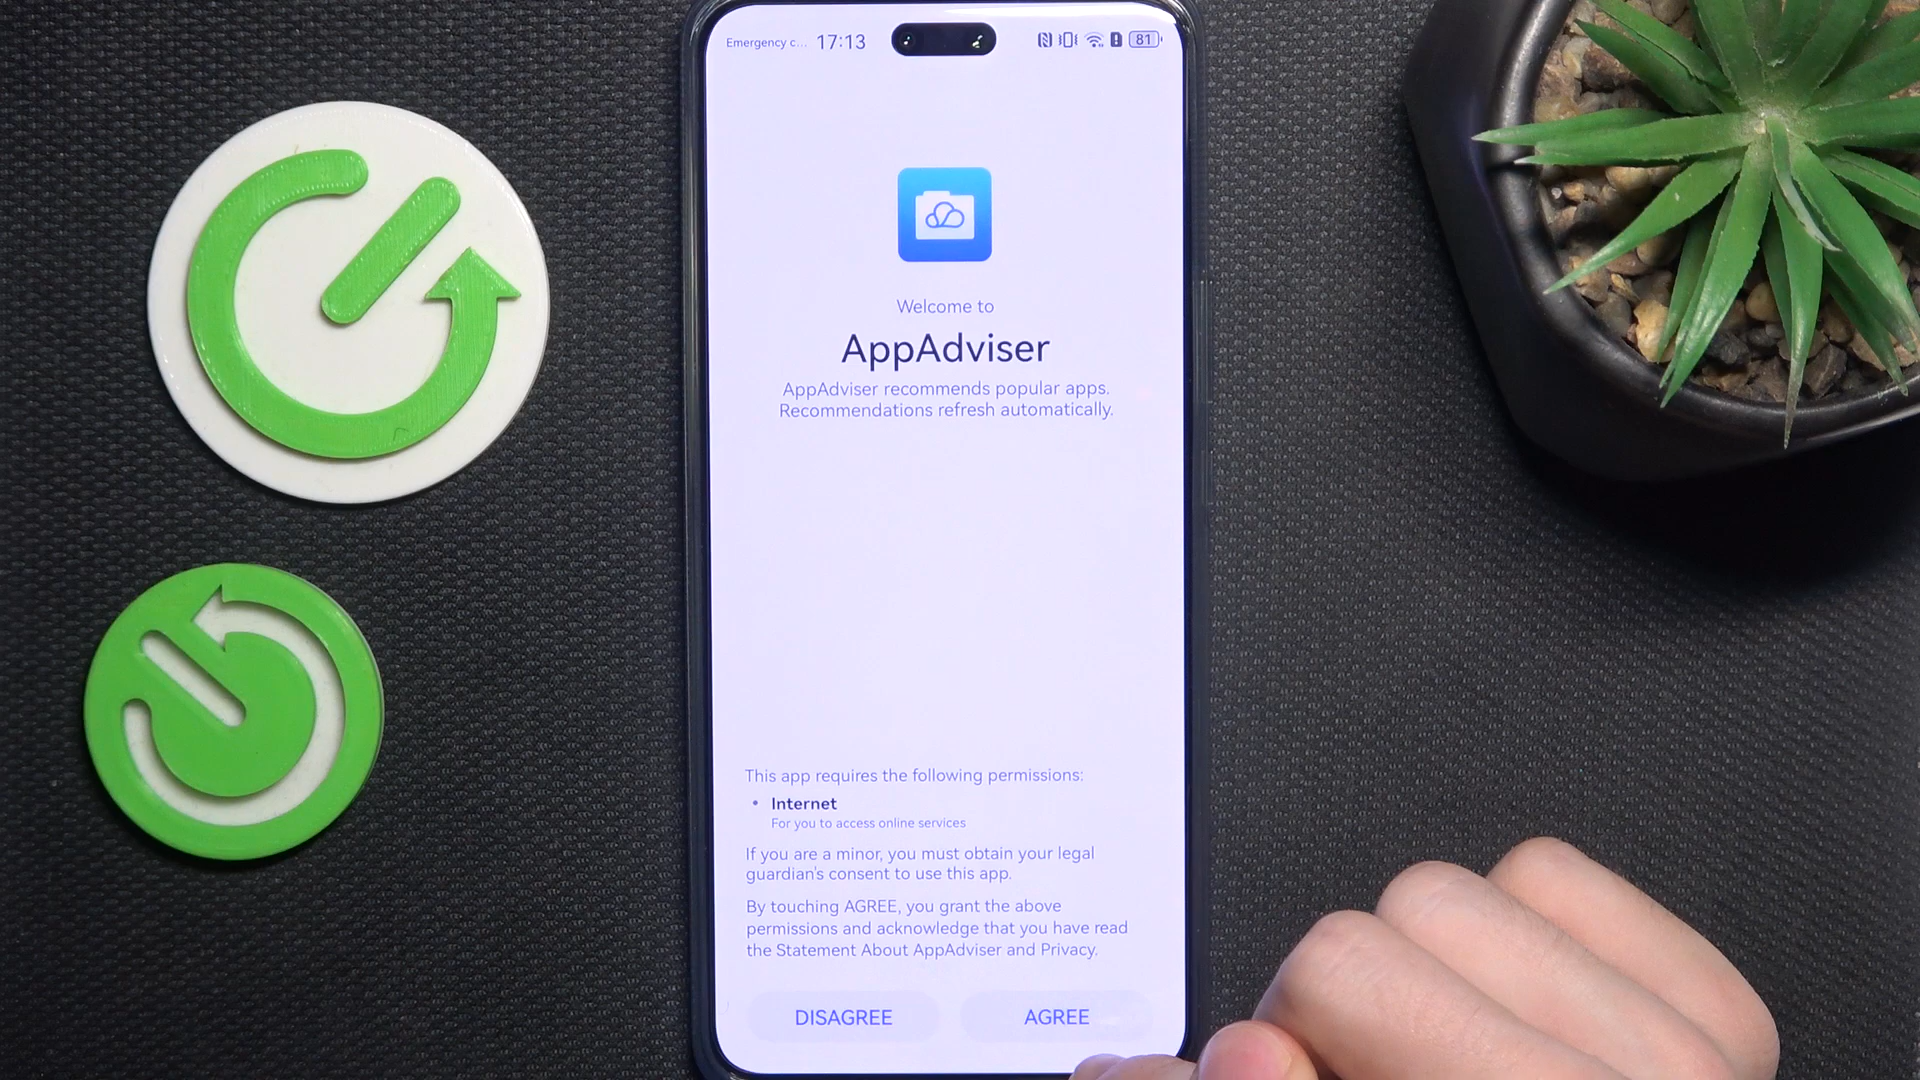 Emergency c... 17:13 81
Welcome to
AppAdviser
AppAdviser recommends popular apps.
Recommendations refresh automatically.
This app requires the following permissions:
• Internet
For you to access online services
If you are a minor, you must obtain your legal
guardian's consent to use this app.
By touching AGREE, you grant the above
permissions and acknowledge that you have read
the Statement About AppAdviser and Privacy.
DISAGREE AGREE